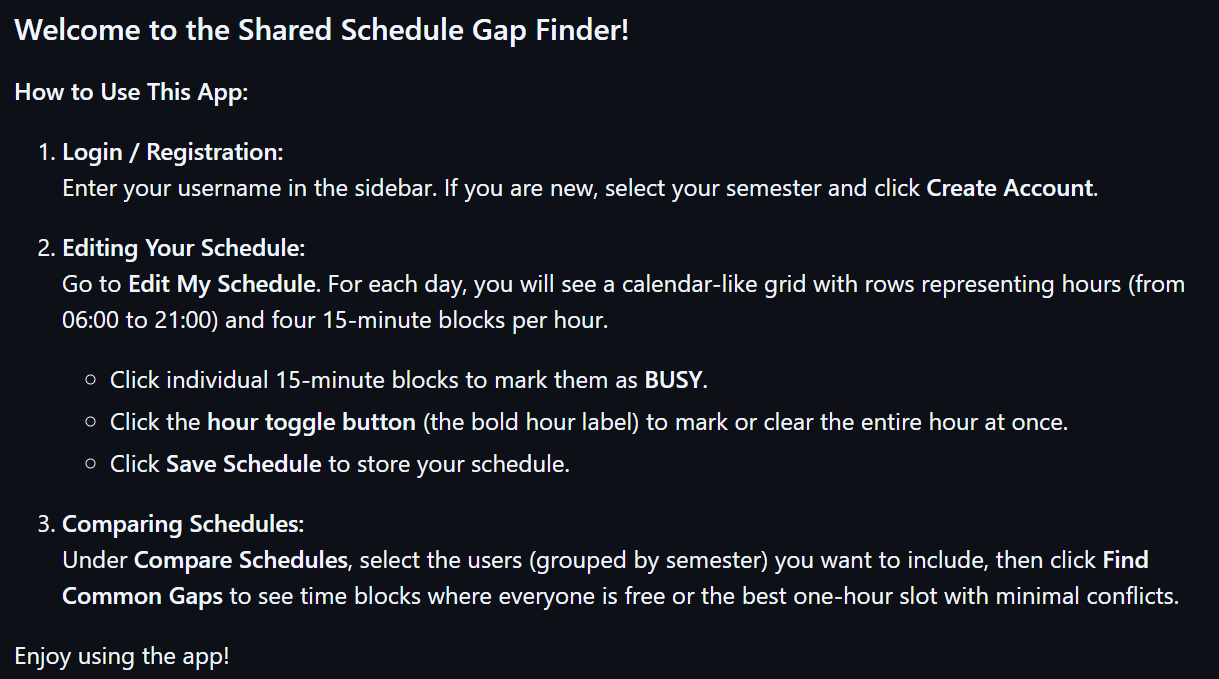 Welcome to the Shared Schedule Gap Finder!
How to Use This App:
1. Login / Registration:
Enter your username in the sidebar. If you are new, select your semester and click Create Account.
2. Editing Your Schedule:
Go to Edit My Schedule. For each day, you will see a calendar-like grid with rows representing hours (from
06:00 to 21:00) and four 15-minute blocks per hour.
◦ Click individual 15-minute blocks to mark them as BUSY.
◦ Click the hour toggle button (the bold hour label) to mark or clear the entire hour at once.
◦ Click Save Schedule to store your schedule.
3. Comparing Schedules:
Under Compare Schedules, select the users (grouped by semester) you want to include, then click Find
Common Gaps to see time blocks where everyone is free or the best one-hour slot with minimal conflicts.
Enjoy using the app!